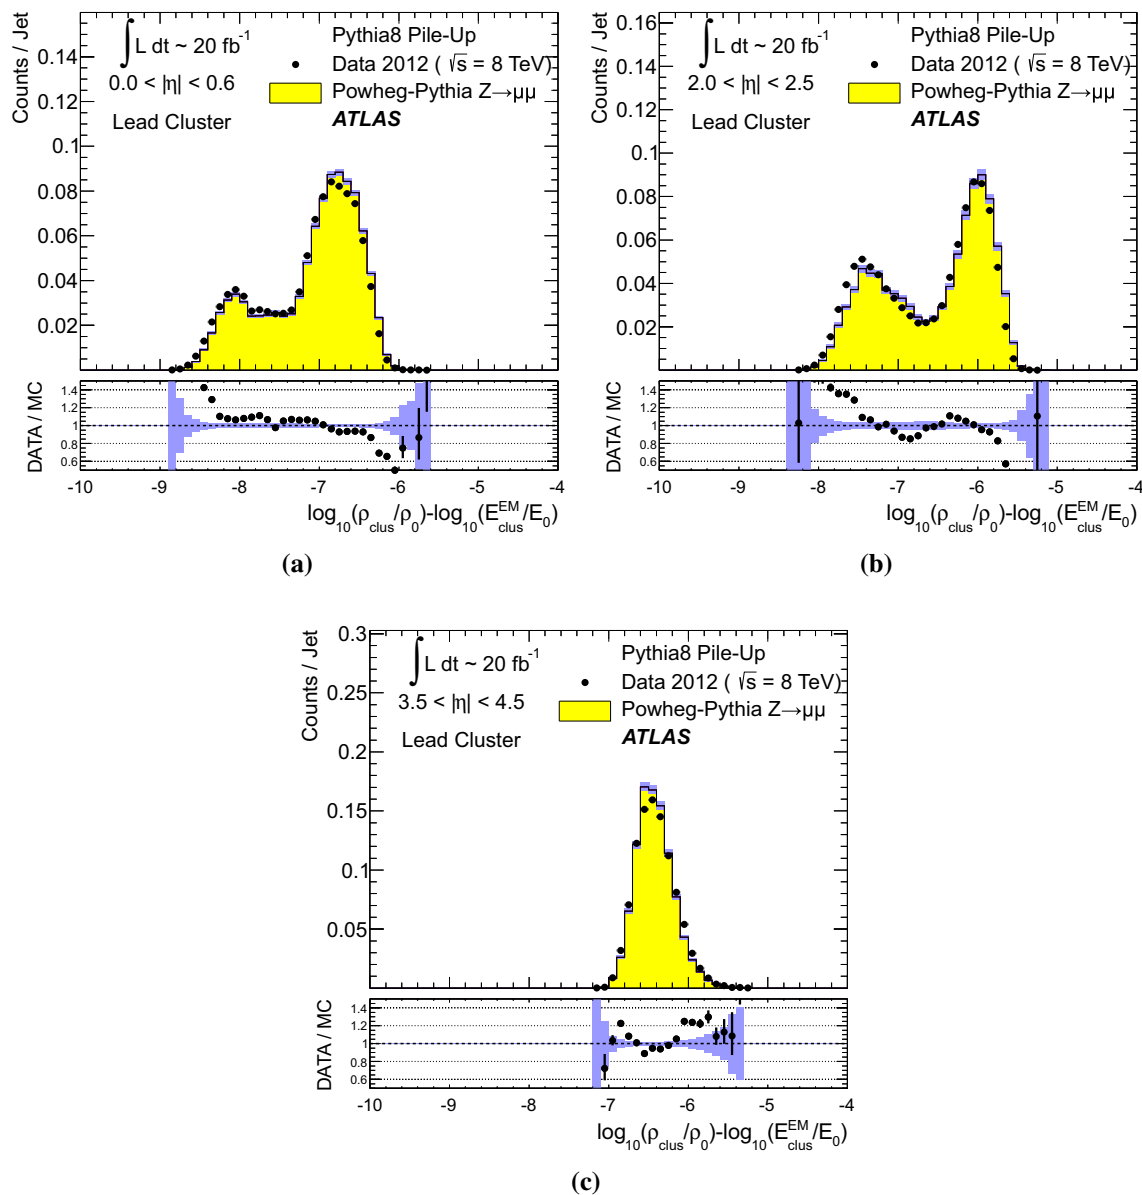 Counts / Jet
0.16
0.14
0.12
0.1
0.08
0.06
0.04
0.02
∫ L dt ~ 20 fb⁻¹
0.0 < |η| < 0.6
Lead Cluster
Pythia8 Pile-Up
Data 2012 ( √s = 8 TeV)
Powheg-Pythia Z→μμ
ATLAS
DATA / MC
1.4
1.2
1
0.8
0.6
-10 -9 -8 -7 -6 -5 -4
log₁₀(ρ_clus/ρ₀)-log₁₀(E^EM_clus/E₀)
(a)
Counts / Jet
0.16
0.14
0.12
0.1
0.08
0.06
0.04
0.02
∫ L dt ~ 20 fb⁻¹
2.0 < |η| < 2.5
Lead Cluster
Pythia8 Pile-Up
Data 2012 ( √s = 8 TeV)
Powheg-Pythia Z→μμ
ATLAS
DATA / MC
1.4
1.2
1
0.8
0.6
-10 -9 -8 -7 -6 -5 -4
log₁₀(ρ_clus/ρ₀)-log₁₀(E^EM_clus/E₀)
(b)
Counts / Jet
0.3
0.25
0.2
0.15
0.1
0.05
∫ L dt ~ 20 fb⁻¹
3.5 < |η| < 4.5
Lead Cluster
Pythia8 Pile-Up
Data 2012 ( √s = 8 TeV)
Powheg-Pythia Z→μμ
ATLAS
DATA / MC
1.4
1.2
1
0.8
0.6
-10 -9 -8 -7 -6 -5 -4
log₁₀(ρ_clus/ρ₀)-log₁₀(E^EM_clus/E₀)
(c)